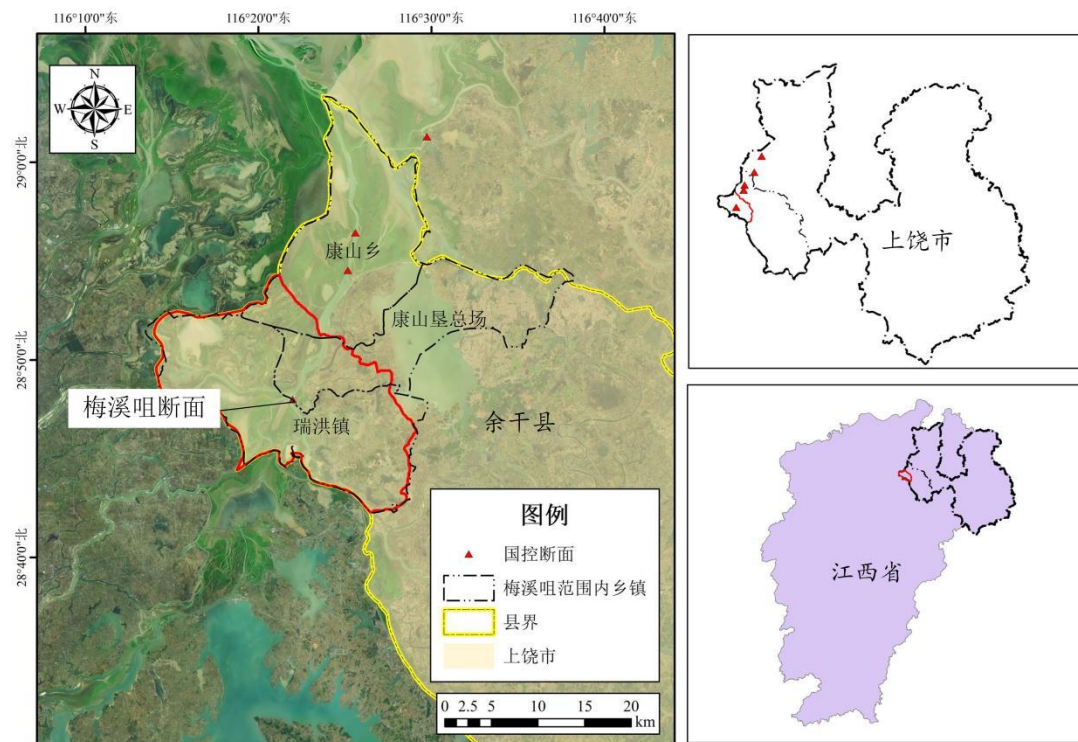 116°10'0"东
116°20'0"东
116°30'0"东
116°40'0"东
N
W
E
S
29°0'0"北
28°50'0"北
28°40'0"北
康山乡
康山垦总场
梅溪咀断面
瑞洪镇
余干县
图例
国控断面
梅溪咀范围内乡镇
县界
上饶市
0 2.5 5 10 15 20
km
上饶市
江西省